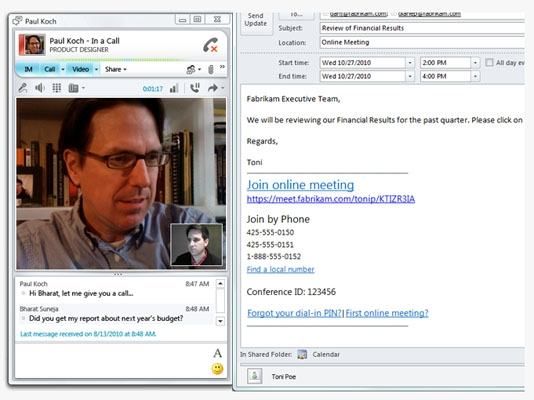 Paul Koch
Paul Koch - In a Call
PRODUCT DESIGNER
IM Call Video Share
0:01:17
Paul Koch 8:47 AM
Hi Bharat, let me give you a call...
Bharat Suneja 8:48 AM
Did you get my report about next year's budget?
Last message received on 8/13/2010 at 8:48 AM.
A
Send
Update
To...
Subject: Review of Financial Results
Location: Online Meeting
Start time: Wed 10/27/2010 2:00 PM All day ev
End time: Wed 10/27/2010 4:00 PM
Fabrikam Executive Team,
We will be reviewing our Financial Results for the past quarter. Please click on
Regards,
Toni
Join online meeting
https://meet.fabrikam.com/tonip/KTIZR3IA
Join by Phone
425-555-0150
425-555-0151
1-888-555-0152
Find a local number
Conference ID: 123456
Forgot your dial-in PIN?|First online meeting?
In Shared Folder: Calendar
Toni Poe